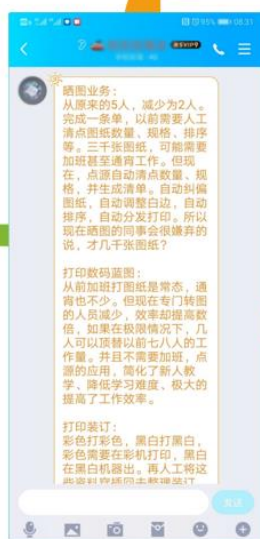 95% 08:31
晒图业务：
从原来的5人，减少为2人。
完成一条单，以前需要人工
清点图纸数量、规格、排序
等。三千张图纸，可能需要
加班甚至通宵工作。但现
在，点源自动清点数量、规
格、并生成清单。自动纠偏
图纸，自动调整白边，自动
排序，自动分发打印。所以
现在晒图的同事会很嫌弃的
说，才几千张图纸？
打印数码蓝图：
从前加班打图纸是常态，通
宵也不少。但现在专门转图
的人员减少，效率却提高数
倍，如果在极限情况下，几
人可以顶替以前七八人的工
作量。并且不需要加班，点
源的应用，简化了新人教
学、降低学习难度、极大的
提高了工作效率。
打印装订：
彩色打彩色，黑白打黑白，
彩色需要在彩机打印，黑白
在黑白机器出。再人工将这
发送